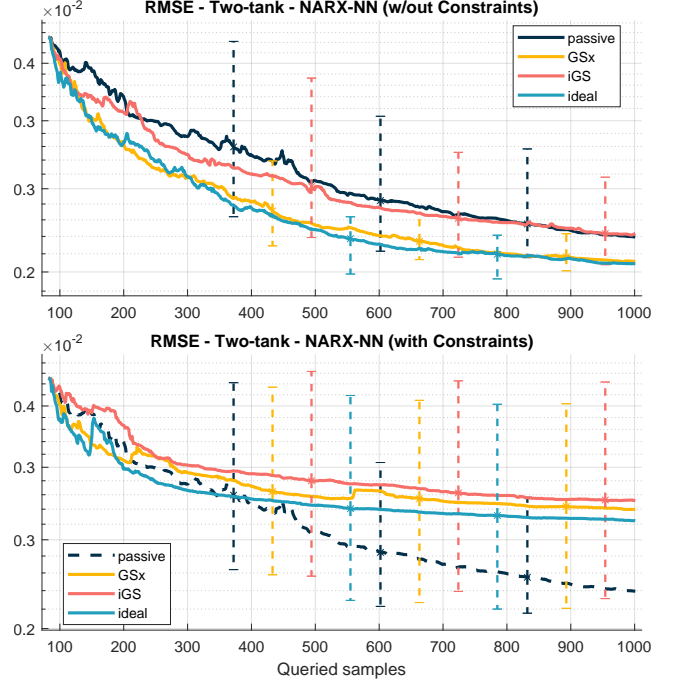 RMSE - Two-tank - NARX-NN (w/out Constraints)
×10⁻²
0.4
0.3
0.3
0.2
passive
GSx
iGS
ideal
100 200 300 400 500 600 700 800 900 1000
RMSE - Two-tank - NARX-NN (with Constraints)
×10⁻²
0.4
0.3
0.3
0.2
passive
GSx
iGS
ideal
100 200 300 400 500 600 700 800 900 1000
Queried samples